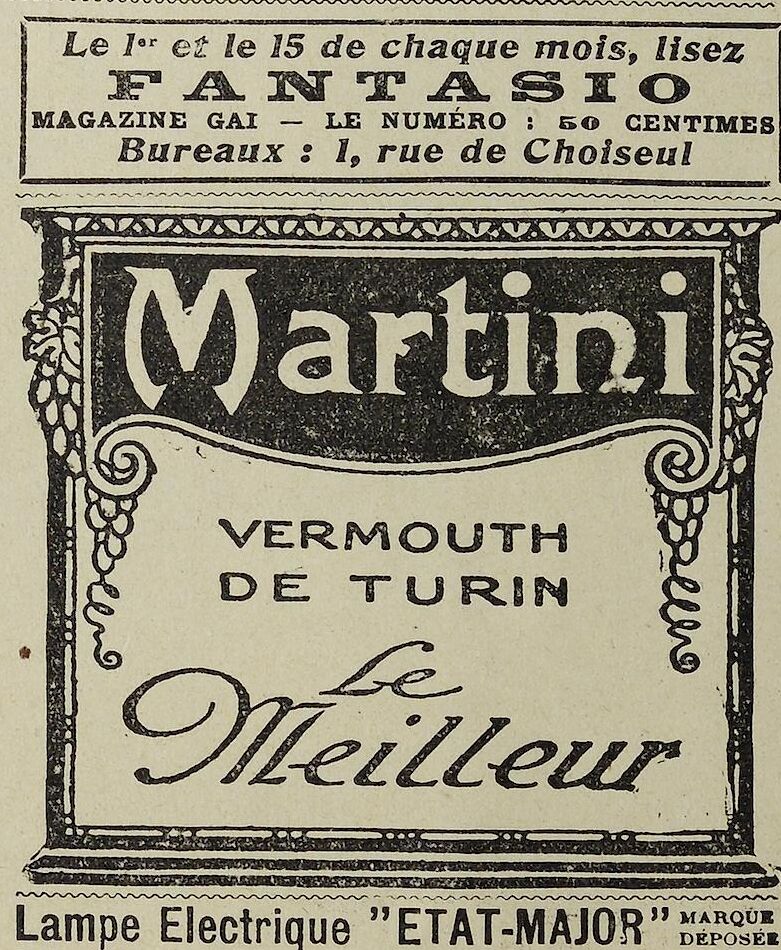 Le 1er et le 15 de chaque mois, lisez
FANTASIO
MAGAZINE GAI — LE NUMÉRO : 50 CENTIMES
Bureaux : 1, rue de Choiseul
Martini
VERMOUTH
DE TURIN
Le
Meilleur
Lampe Electrique "ETAT-MAJOR" MARQUE
DÉPOSÉE